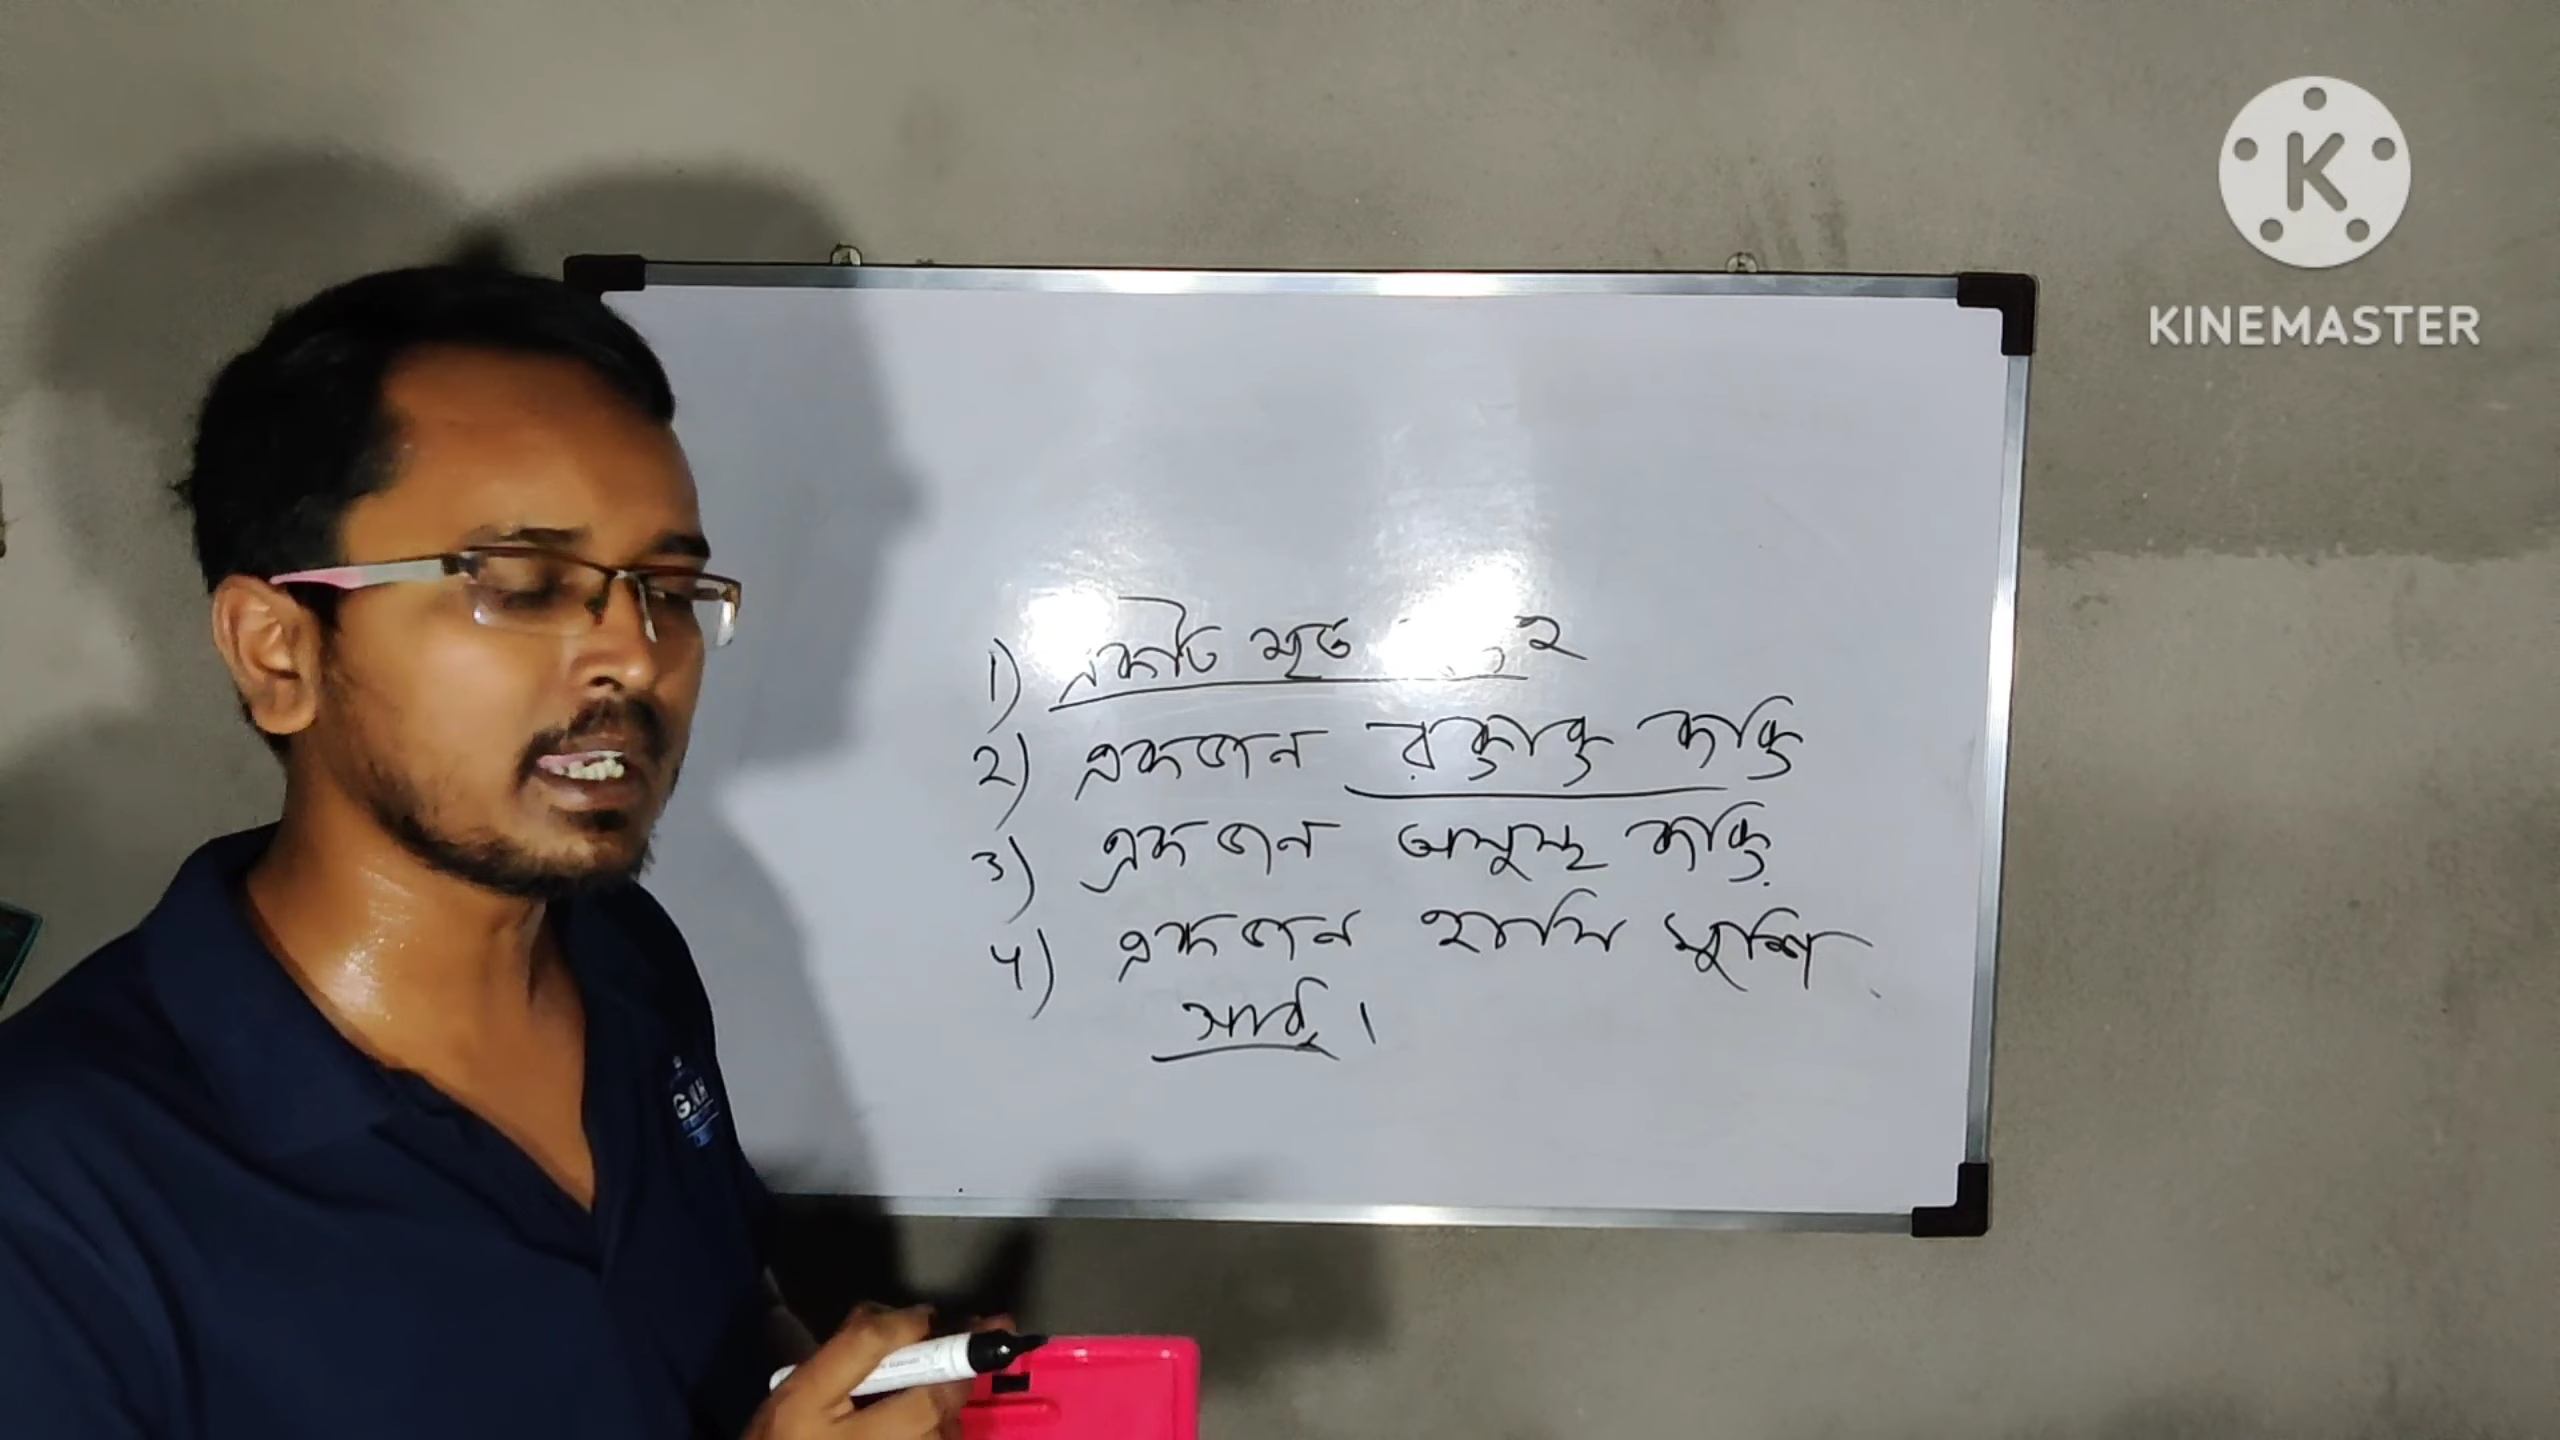 KINEMASTER
1) একটি মৃত
2) একজন রক্তাক্ত ব্যক্তি
3) একজন অসুস্থ ব্যক্তি
4) একজন হাসি খুশি
সাধু।